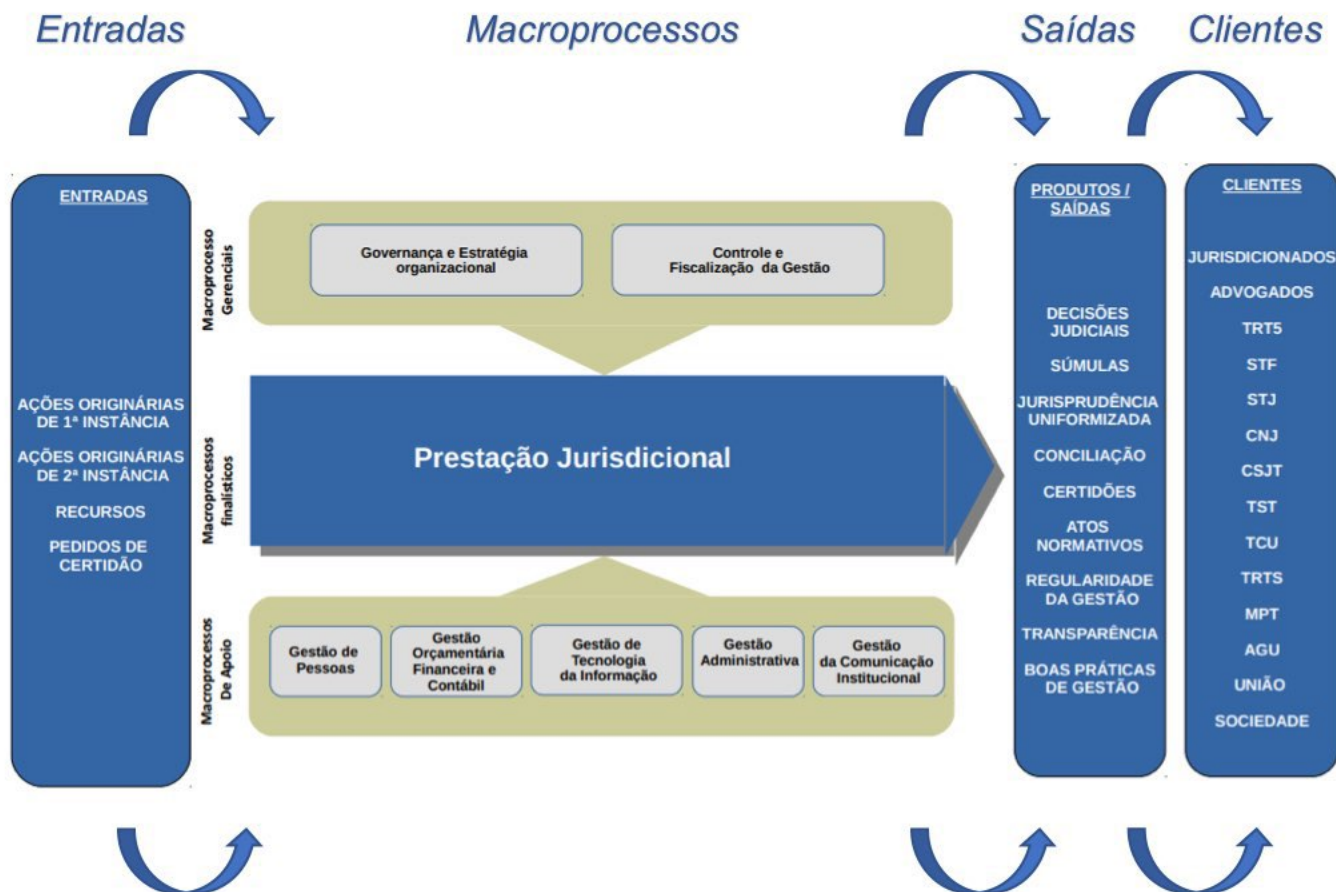 Entradas
Macroprocessos
Saídas
Clientes
ENTRADAS
AÇÕES ORIGINÁRIAS
DE 1ª INSTÂNCIA
AÇÕES ORIGINÁRIAS
DE 2ª INSTÂNCIA
RECURSOS
PEDIDOS DE
CERTIDÃO
Macroprocesso
Gerenciais
Governança e Estratégia
organizacional
Controle e
Fiscalização da Gestão
Macroprocessos
finalísticos
Prestação Jurisdicional
Macroprocessos
De Apoio
Gestão de
Pessoas
Gestão
Orçamentária
Financeira e
Contábil
Gestão de
Tecnologia
da Informação
Gestão
Administrativa
Gestão
da Comunicação
Institucional
PRODUTOS /
SAÍDAS
DECISÕES
JUDICIAIS
SÚMULAS
JURISPRUDÊNCIA
UNIFORMIZADA
CONCILIAÇÃO
CERTIDÕES
ATOS
NORMATIVOS
REGULARIDADE
DA GESTÃO
TRANSPARÊNCIA
BOAS PRÁTICAS
DE GESTÃO
CLIENTES
JURISDICIONADOS
ADVOGADOS
TRT5
STF
STJ
CNJ
CSJT
TST
TCU
TRTS
MPT
AGU
UNIÃO
SOCIEDADE